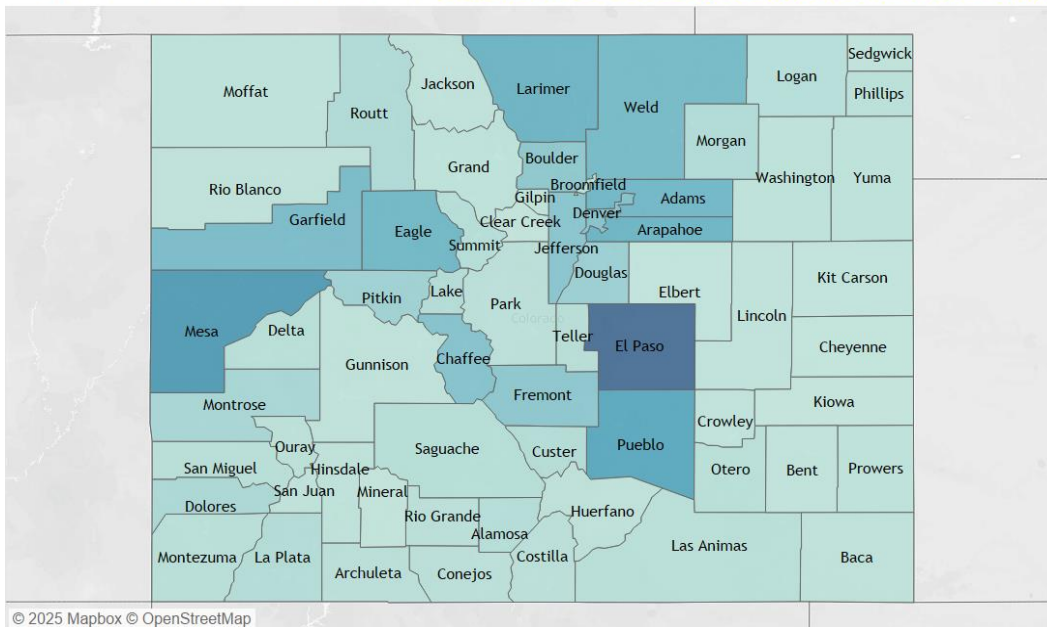 Sedgwick
Logan
Jackson
Larimer
Moffat
Phillips
Weld
Routt
Morgan
Boulder
Grand
Washington
Yuma
Broomfield
Rio Blanco
Gilpin
Adams
Denver
Garfield
Clear Creek
Eagle
Arapahoe
Summit
Jefferson
Douglas
Kit Carson
Lake
Elbert
Pitkin
Park
Lincoln
Colorado
Mesa
Delta
Teller
El Paso
Cheyenne
Chaffee
Gunnison
Fremont
Kiowa
Montrose
Crowley
Pueblo
Ouray
Saguache
Custer
San Miguel
Hinsdale
Otero
Bent
Prowers
San Juan
Mineral
Dolores
Huerfano
Rio Grande
Alamosa
Las Animas
Montezuma
La Plata
Costilla
Baca
Archuleta
Conejos
© 2025 Mapbox © OpenStreetMap